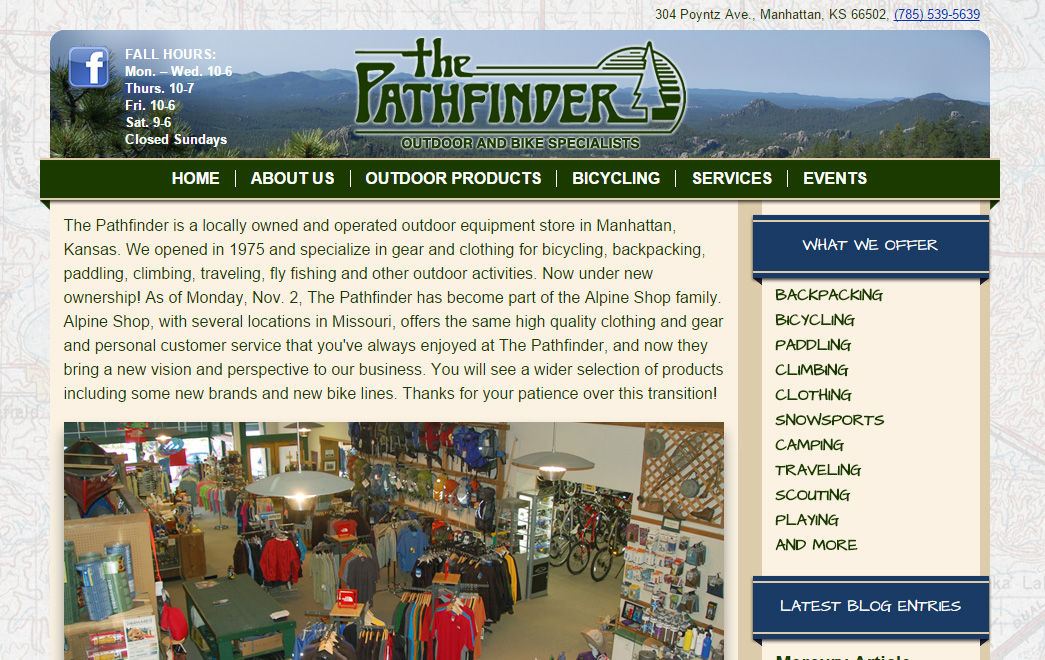 304 Poyntz Ave., Manhattan, KS 66502, (785) 539-5639
FALL HOURS:
Mon. – Wed. 10-6
Thurs. 10-7
Fri. 10-6
Sat. 9-6
Closed Sundays
the
PATHFINDER
OUTDOOR AND BIKE SPECIALISTS
HOME ABOUT US OUTDOOR PRODUCTS BICYCLING SERVICES EVENTS
The Pathfinder is a locally owned and operated outdoor equipment store in Manhattan,
Kansas. We opened in 1975 and specialize in gear and clothing for bicycling, backpacking,
paddling, climbing, traveling, fly fishing and other outdoor activities. Now under new
ownership! As of Monday, Nov. 2, The Pathfinder has become part of the Alpine Shop family.
Alpine Shop, with several locations in Missouri, offers the same high quality clothing and gear
and personal customer service that you've always enjoyed at The Pathfinder, and now they
bring a new vision and perspective to our business. You will see a wider selection of products
including some new brands and new bike lines. Thanks for your patience over this transition!
WHAT WE OFFER
BACKPACKING
BICYCLING
PADDLING
CLIMBING
CLOTHING
SNOWSPORTS
CAMPING
TRAVELING
SCOUTING
PLAYING
AND MORE
LATEST BLOG ENTRIES
Mercury Article